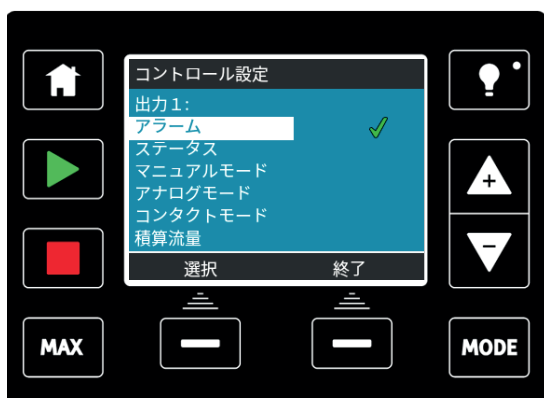 コントロール設定
出力1:
アラーム
ステータス
マニュアルモード
アナログモード
コンタクトモード
積算流量
選択 終了
MAX MODE